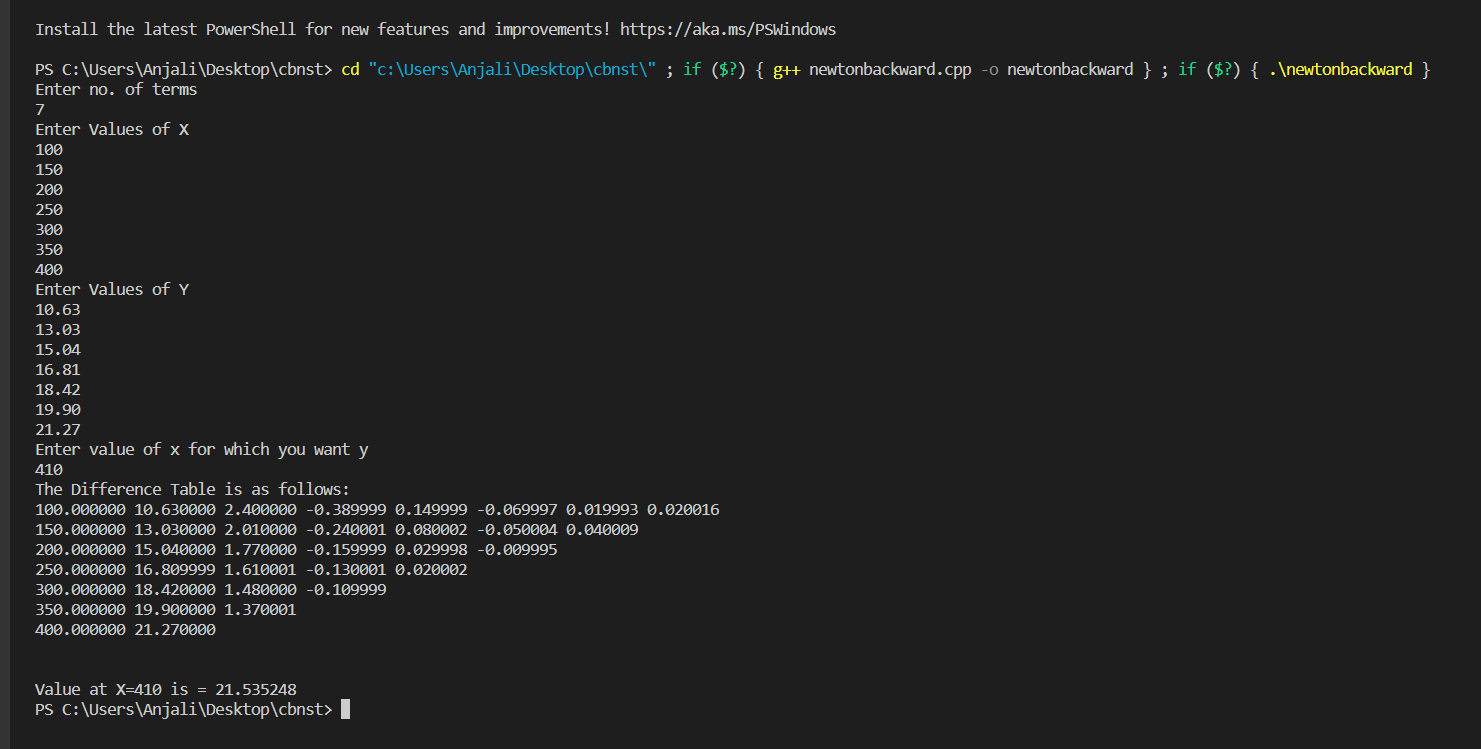 Install the latest PowerShell for new features and improvements! https://aka.ms/PSWindows
PS C:\Users\Anjali\Desktop\cbnst> cd "c:\Users\Anjali\Desktop\cbnst\" ; if ($?) { g++ newtonbackward.cpp -o newtonbackward } ; if ($?) { .\newtonbackward }
Enter no. of terms
7
Enter Values of X
100
150
200
250
300
350
400
Enter Values of Y
10.63
13.03
15.04
16.81
18.42
19.90
21.27
Enter value of x for which you want y
410
The Difference Table is as follows:
100.000000 10.630000 2.400000 -0.389999 0.149999 -0.069997 0.019993 0.020016
150.000000 13.030000 2.010000 -0.240001 0.080002 -0.050004 0.040009
200.000000 15.040000 1.770000 -0.159999 0.029998 -0.009995
250.000000 16.809999 1.610001 -0.130001 0.020002
300.000000 18.420000 1.480000 -0.109999
350.000000 19.900000 1.370001
400.000000 21.270000
Value at X=410 is = 21.535248
PS C:\Users\Anjali\Desktop\cbnst>